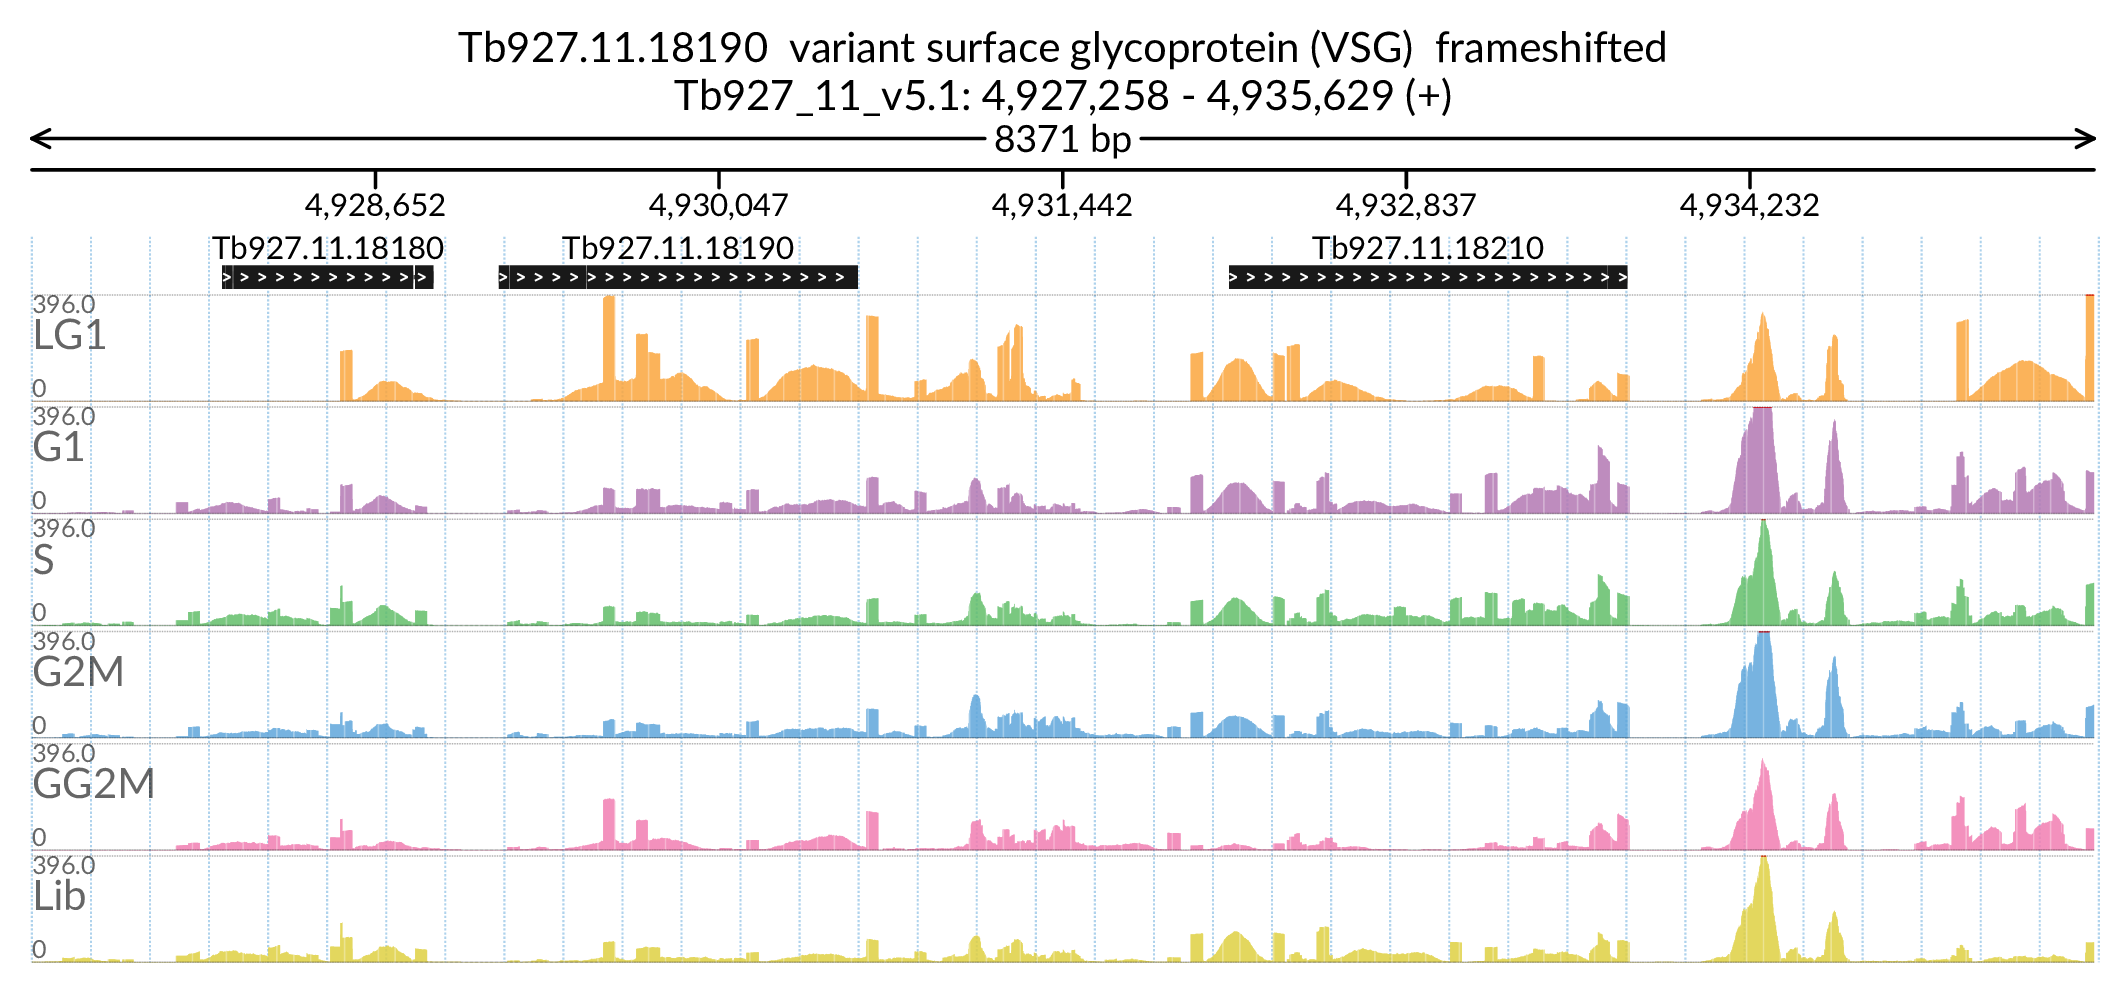 Tb927.11.18190  variant surface glycoprotein (VSG)  frameshifted
Tb927_11_v5.1: 4,927,258 - 4,935,629 (+)
8371 bp
4,928,652 4,930,047 4,931,442 4,932,837 4,934,232
Tb927.11.18180 Tb927.11.18190 Tb927.11.18210
396.0
LG1
0
396.0
G1
0
396.0
S
0
396.0
G2M
0
396.0
GG2M
0
396.0
Lib
0